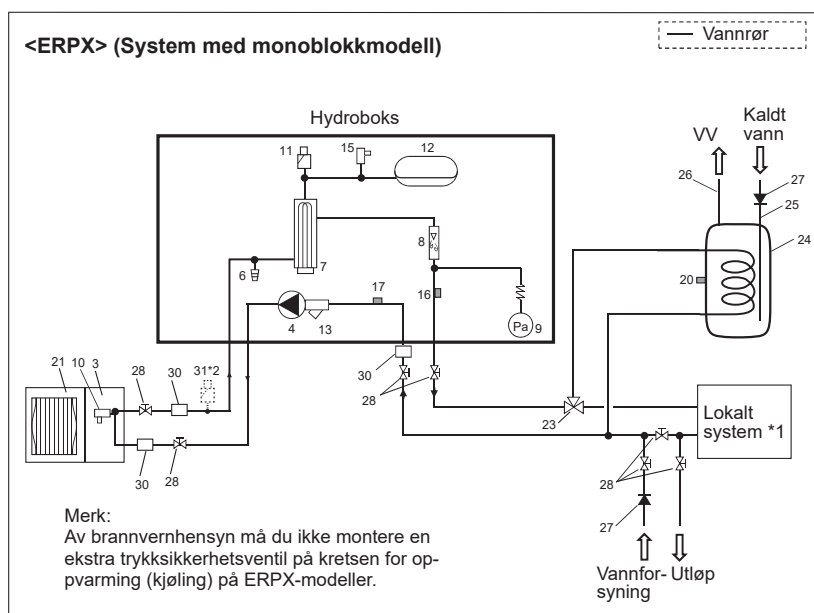 <ERPX> (System med monoblokkmodell)
Vannrør
Hydroboks
VV
Kaldt
vann
11
15
12
26
27
25
8
24
6
7
20
17
16
4
13
Pa
9
21
10
3
28
30
31*2
30
28
23
Lokalt
system *1
30
28
28
27
Merk:
Av brannvernhensyn må du ikke montere en
ekstra trykksikkerhetsventil på kretsen for op-
pvarming (kjøling) på ERPX-modeller.
Vannfor-
syning
Utløp